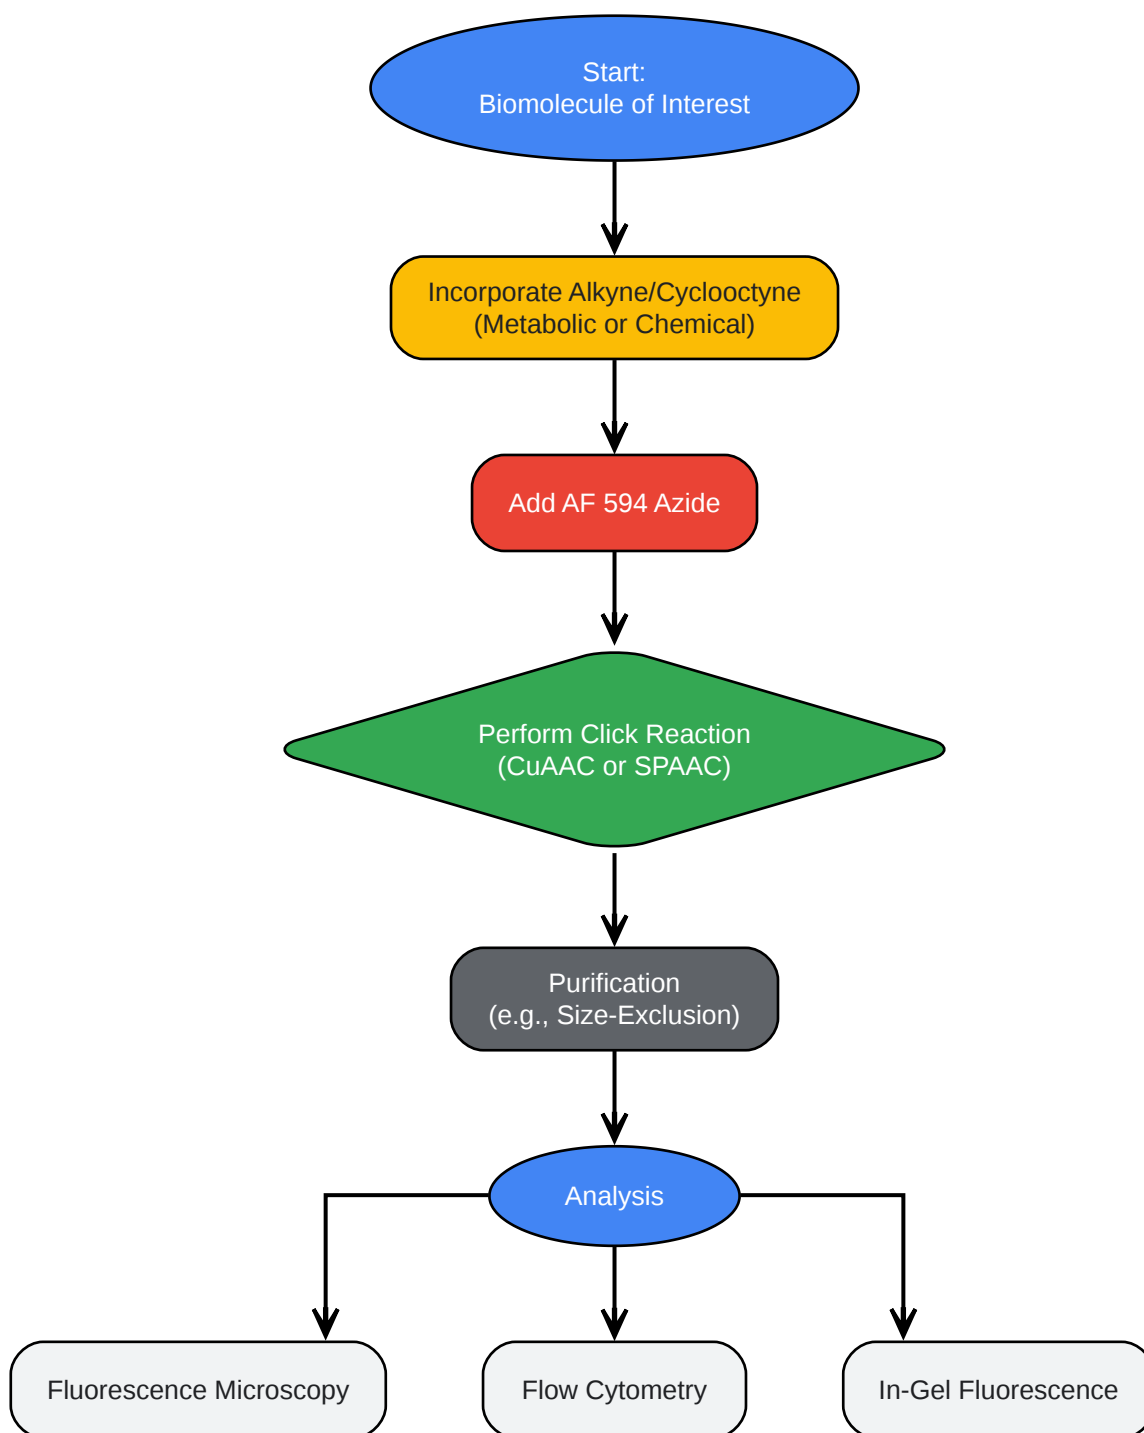 Start:
Biomolecule of Interest
Incorporate Alkyne/Cyclooctyne
(Metabolic or Chemical)
Add AF 594 Azide
Perform Click Reaction
(CuAAC or SPAAC)
Purification
(e.g., Size-Exclusion)
Analysis
Fluorescence Microscopy
Flow Cytometry
In-Gel Fluorescence